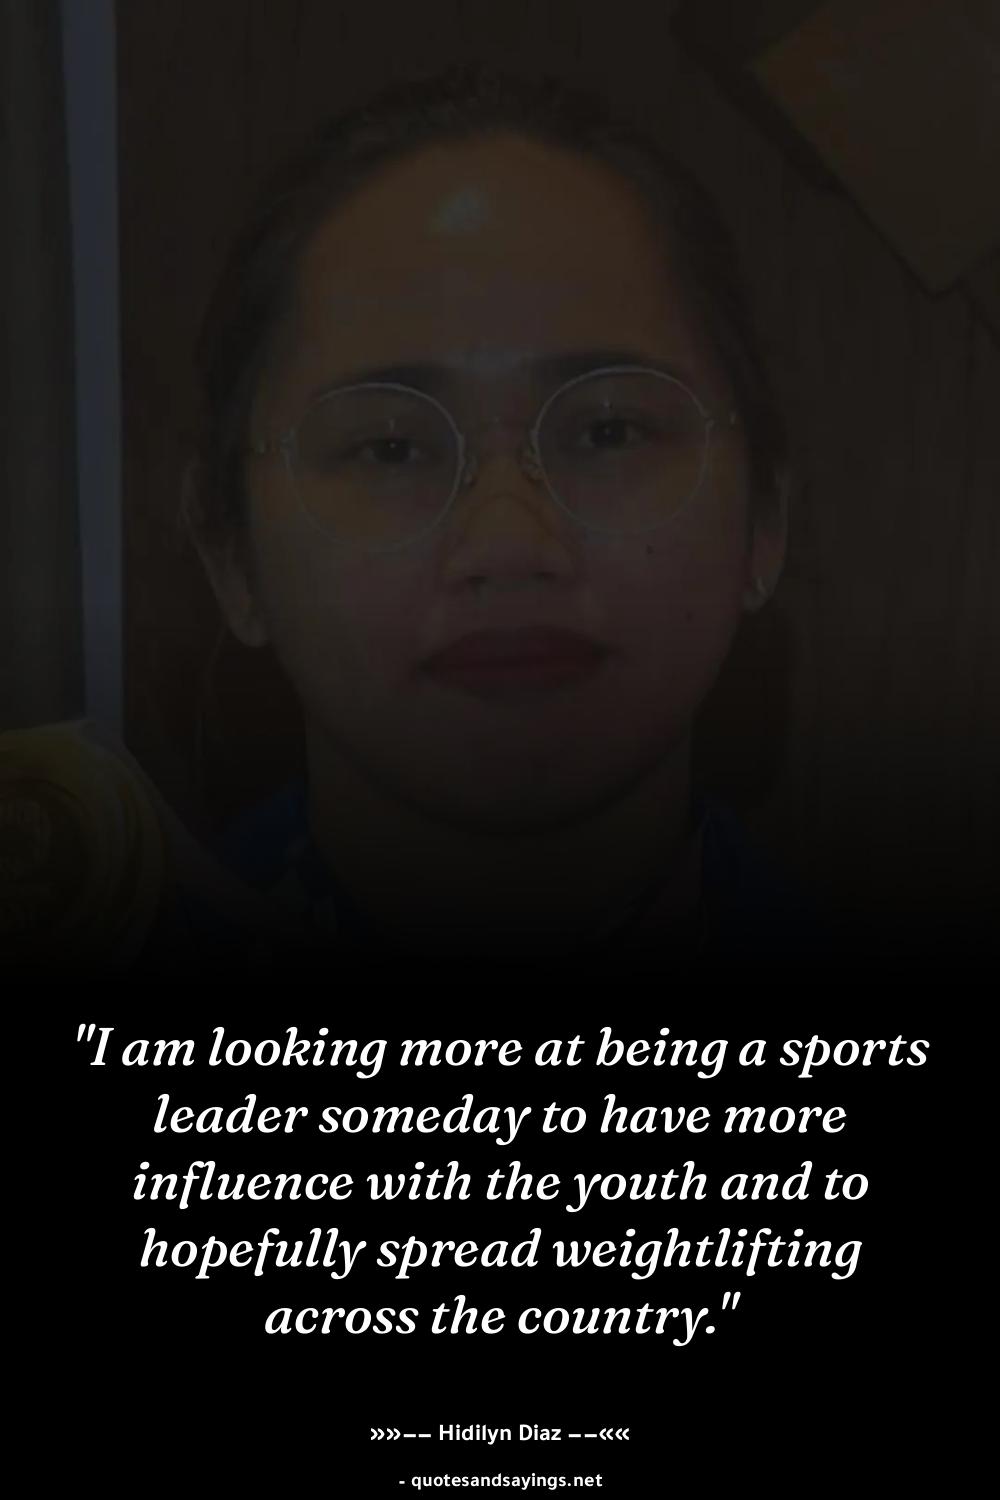 "I am looking more at being a sports
leader someday to have more
influence with the youth and to
hopefully spread weightlifting
across the country."
»»−− Hidilyn Diaz −−««
- quotesandsayings.net